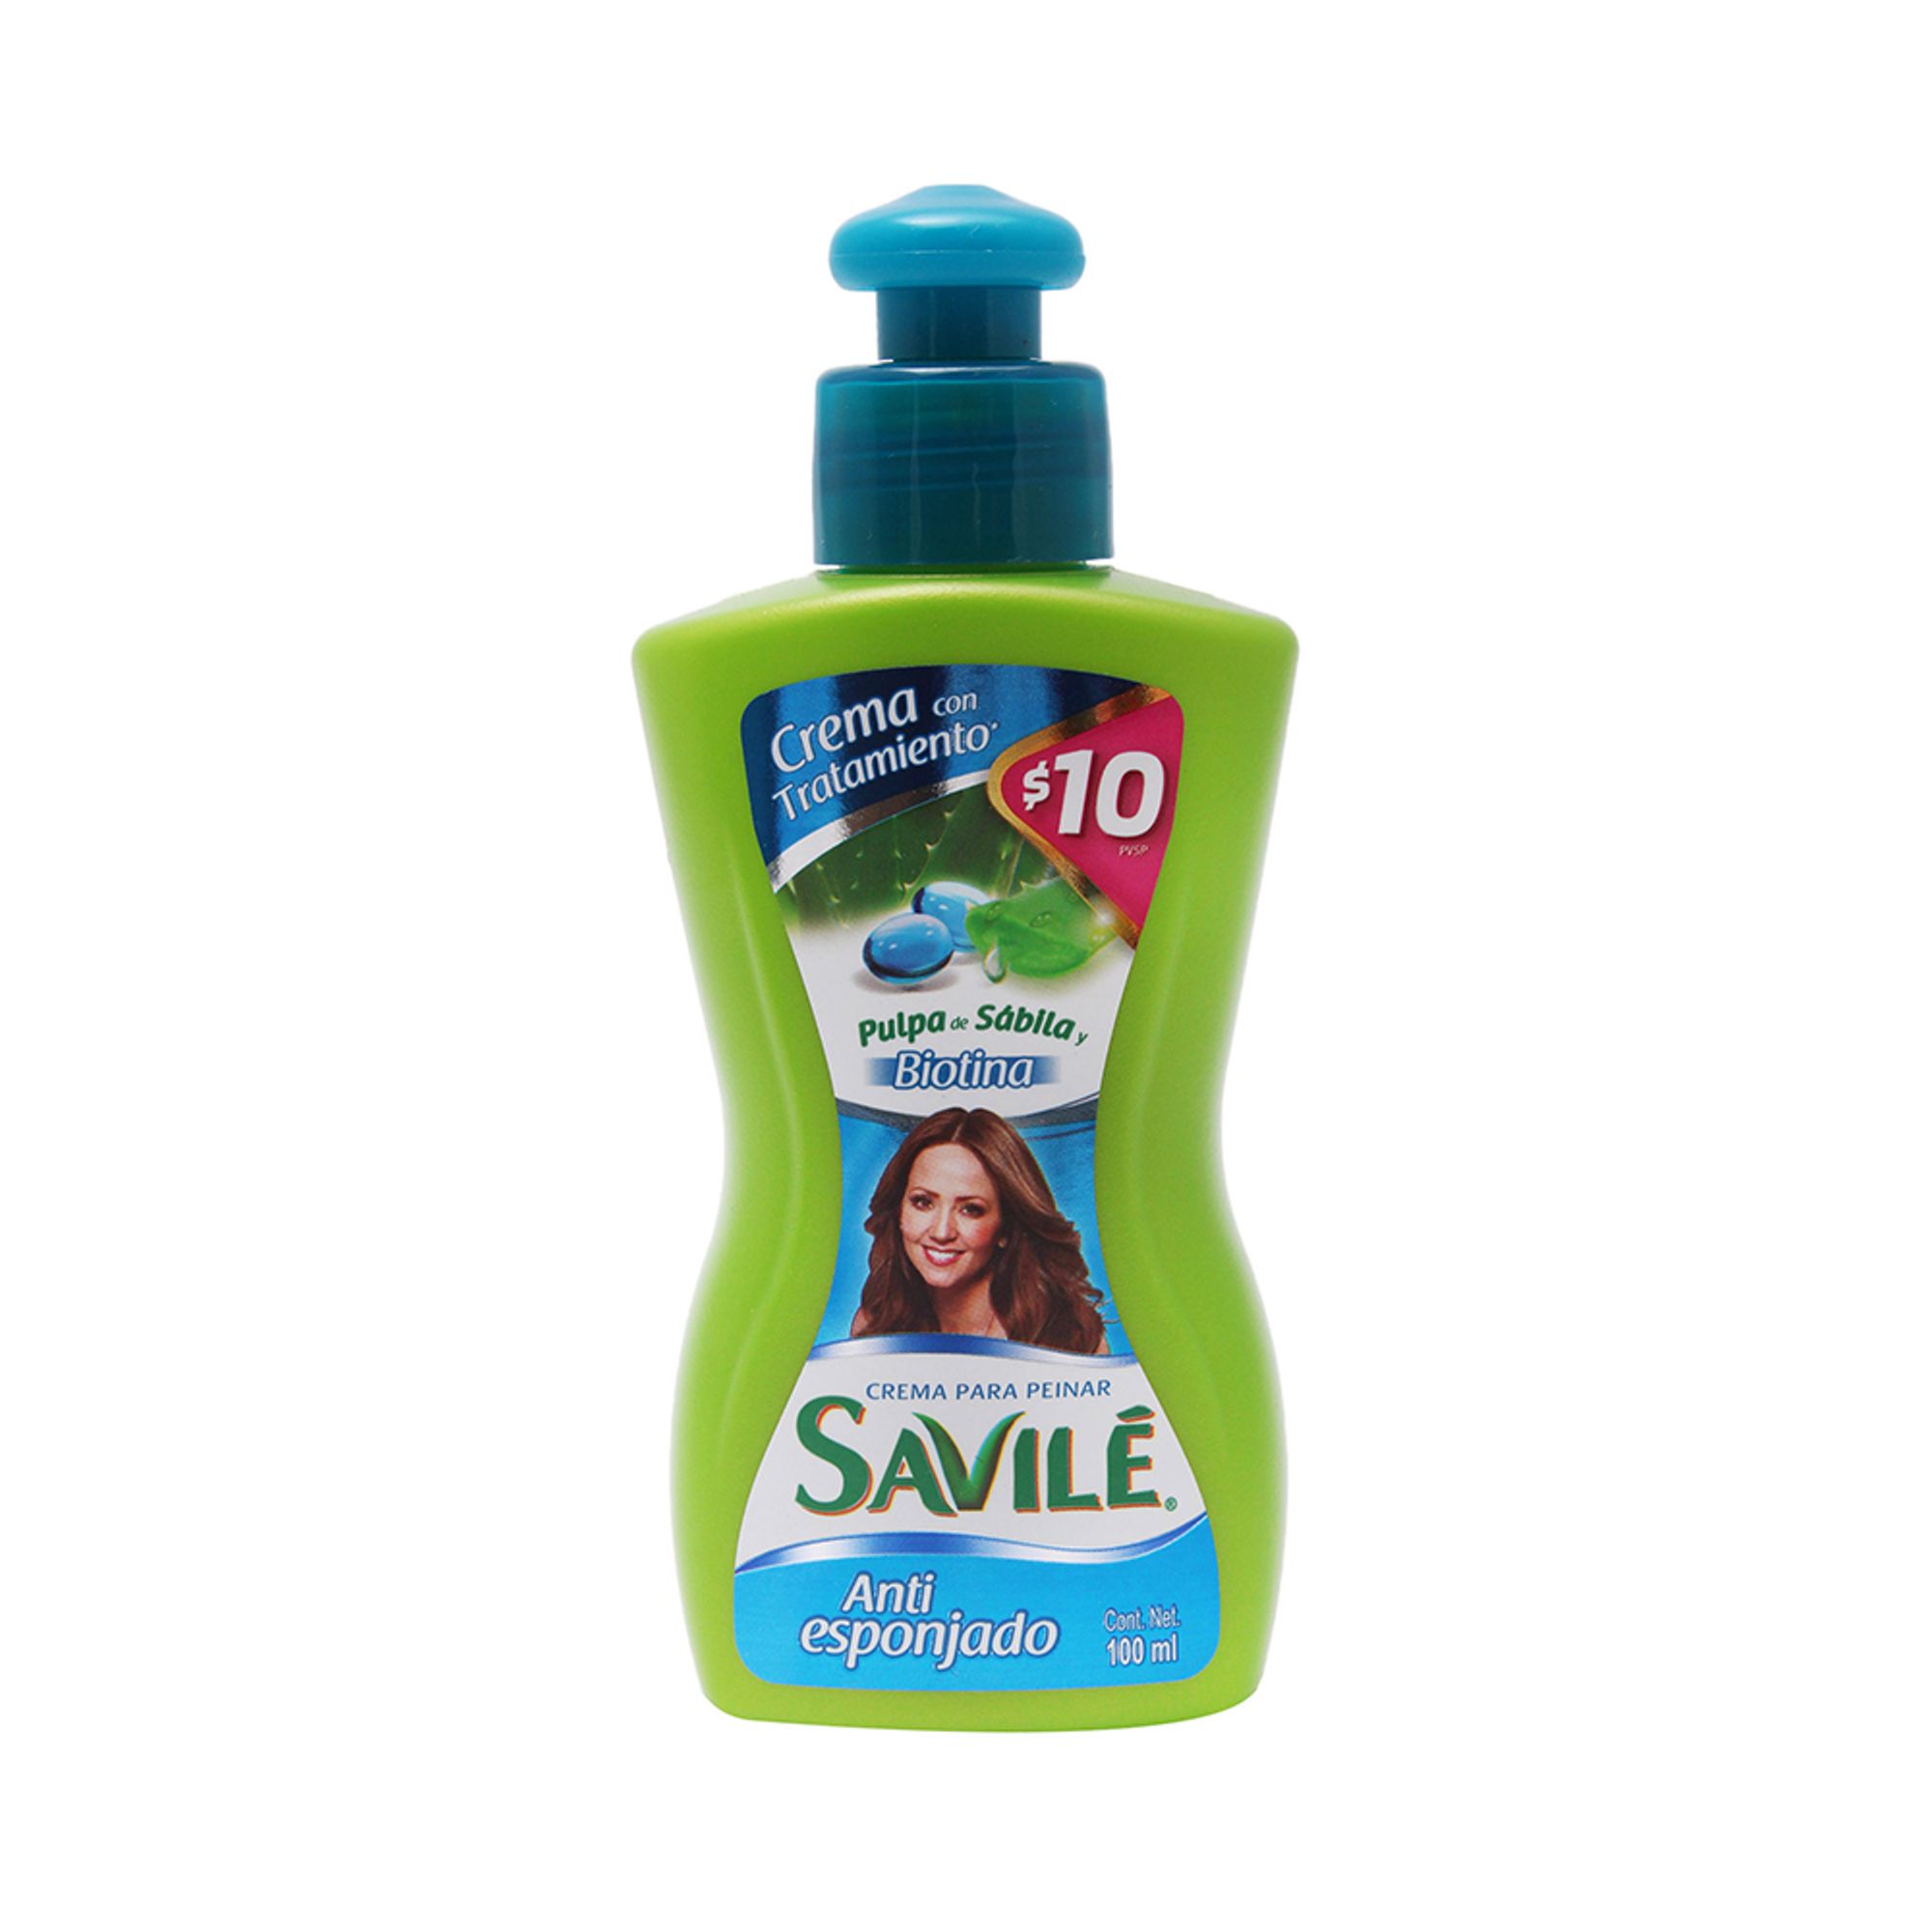 Crema con
Tratamiento*
$10
PVSP
Pulpa de Sábila y
Biotina
CREMA PARA PEINAR
SAVILÉ®
Anti
esponjado
Cont. Net.
100 ml